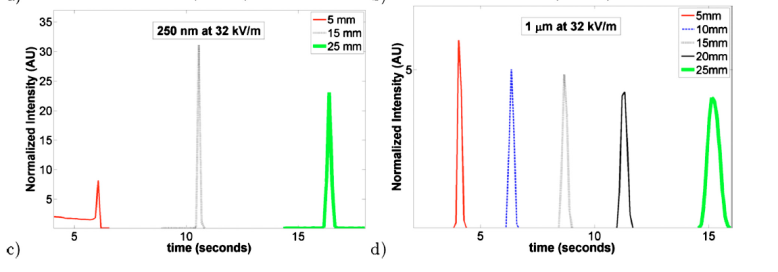 250 nm at 32 kV/m
5 mm
15 mm
25 mm
Normalized Intensity (AU)
35
30
25
20
15
10
5
5
10
15
time (seconds)
c)
1 μm at 32 kV/m
5mm
10mm
15mm
20mm
25mm
Normalized Intensity (AU)
5
5
10
15
time (seconds)
d)